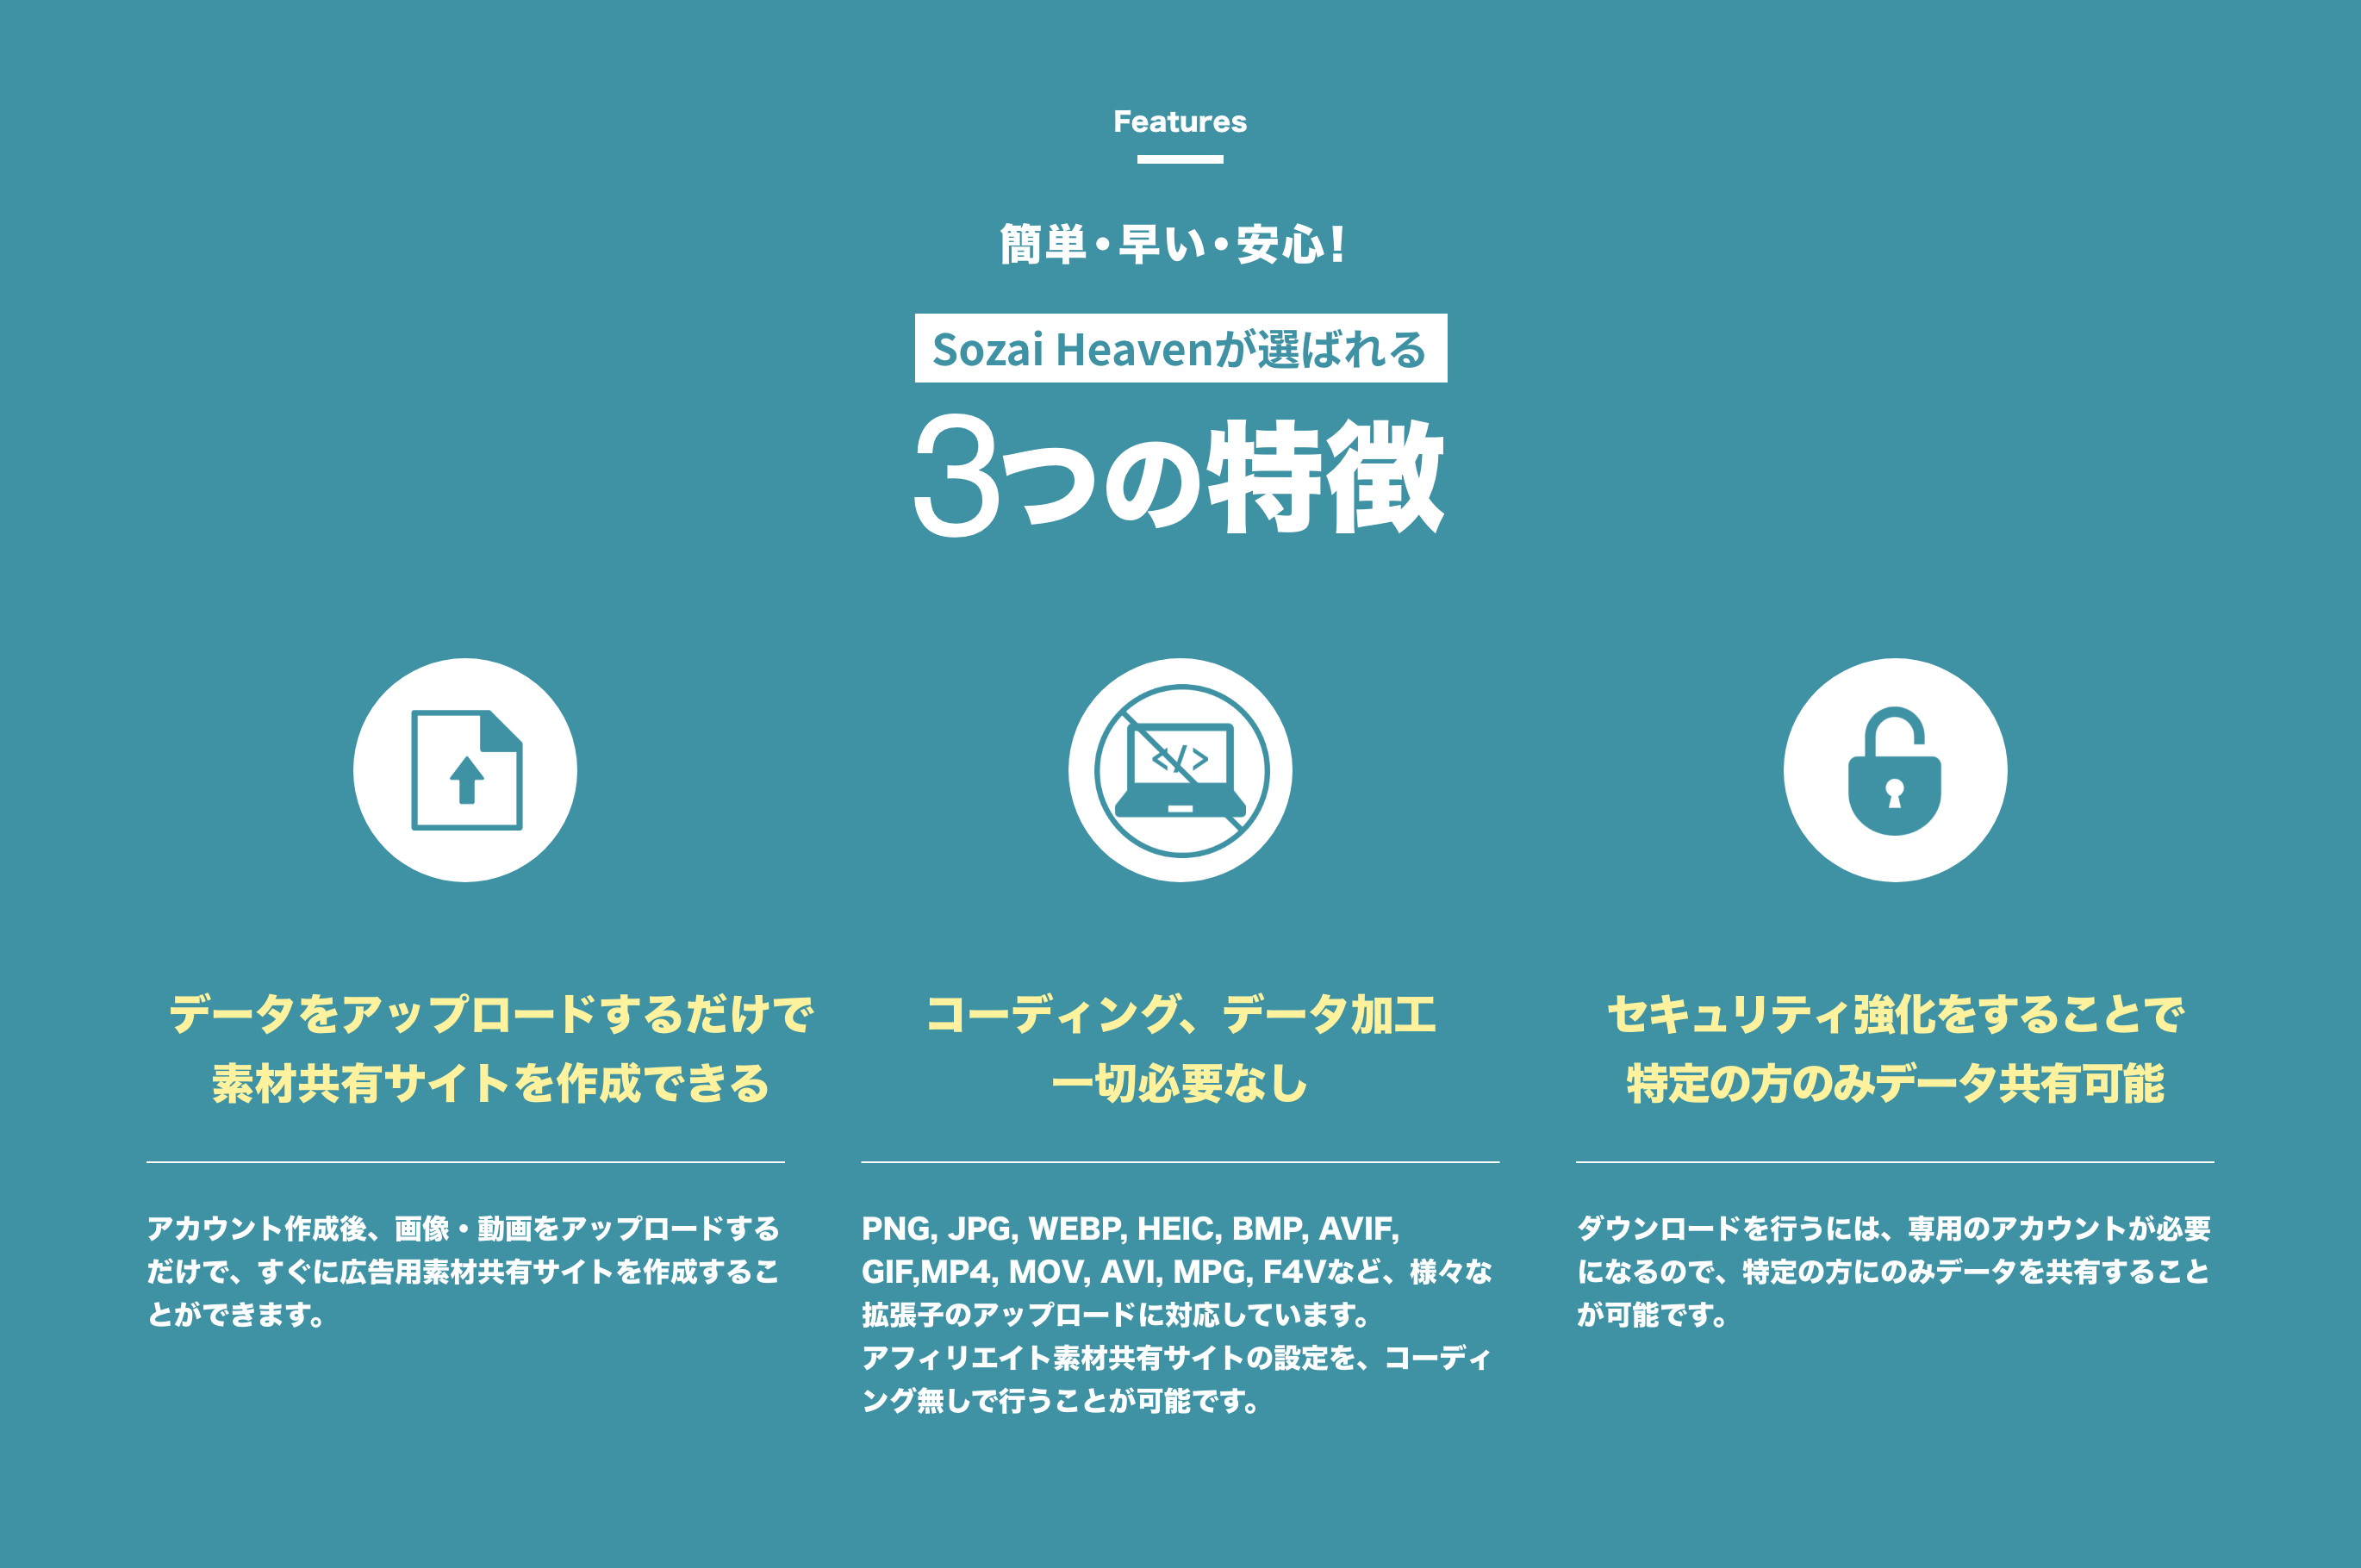 Features
簡単・早い・安心!
Sozai Heavenが選ばれる
3つの特徴
</>
データをアップロードするだけで
素材共有サイトを作成できる
アカウント作成後、画像・動画をアップロードする
だけで、すぐに広告用素材共有サイトを作成するこ
とができます。
コーディング、データ加工
一切必要なし
PNG, JPG, WEBP, HEIC, BMP, AVIF,
GIF,MP4, MOV, AVI, MPG, F4Vなど、様々な
拡張子のアップロードに対応しています。
アフィリエイト素材共有サイトの設定を、コーディ
ング無しで行うことが可能です。
セキュリティ強化をすることで
特定の方のみデータ共有可能
ダウンロードを行うには、専用のアカウントが必要
になるので、特定の方にのみデータを共有すること
が可能です。